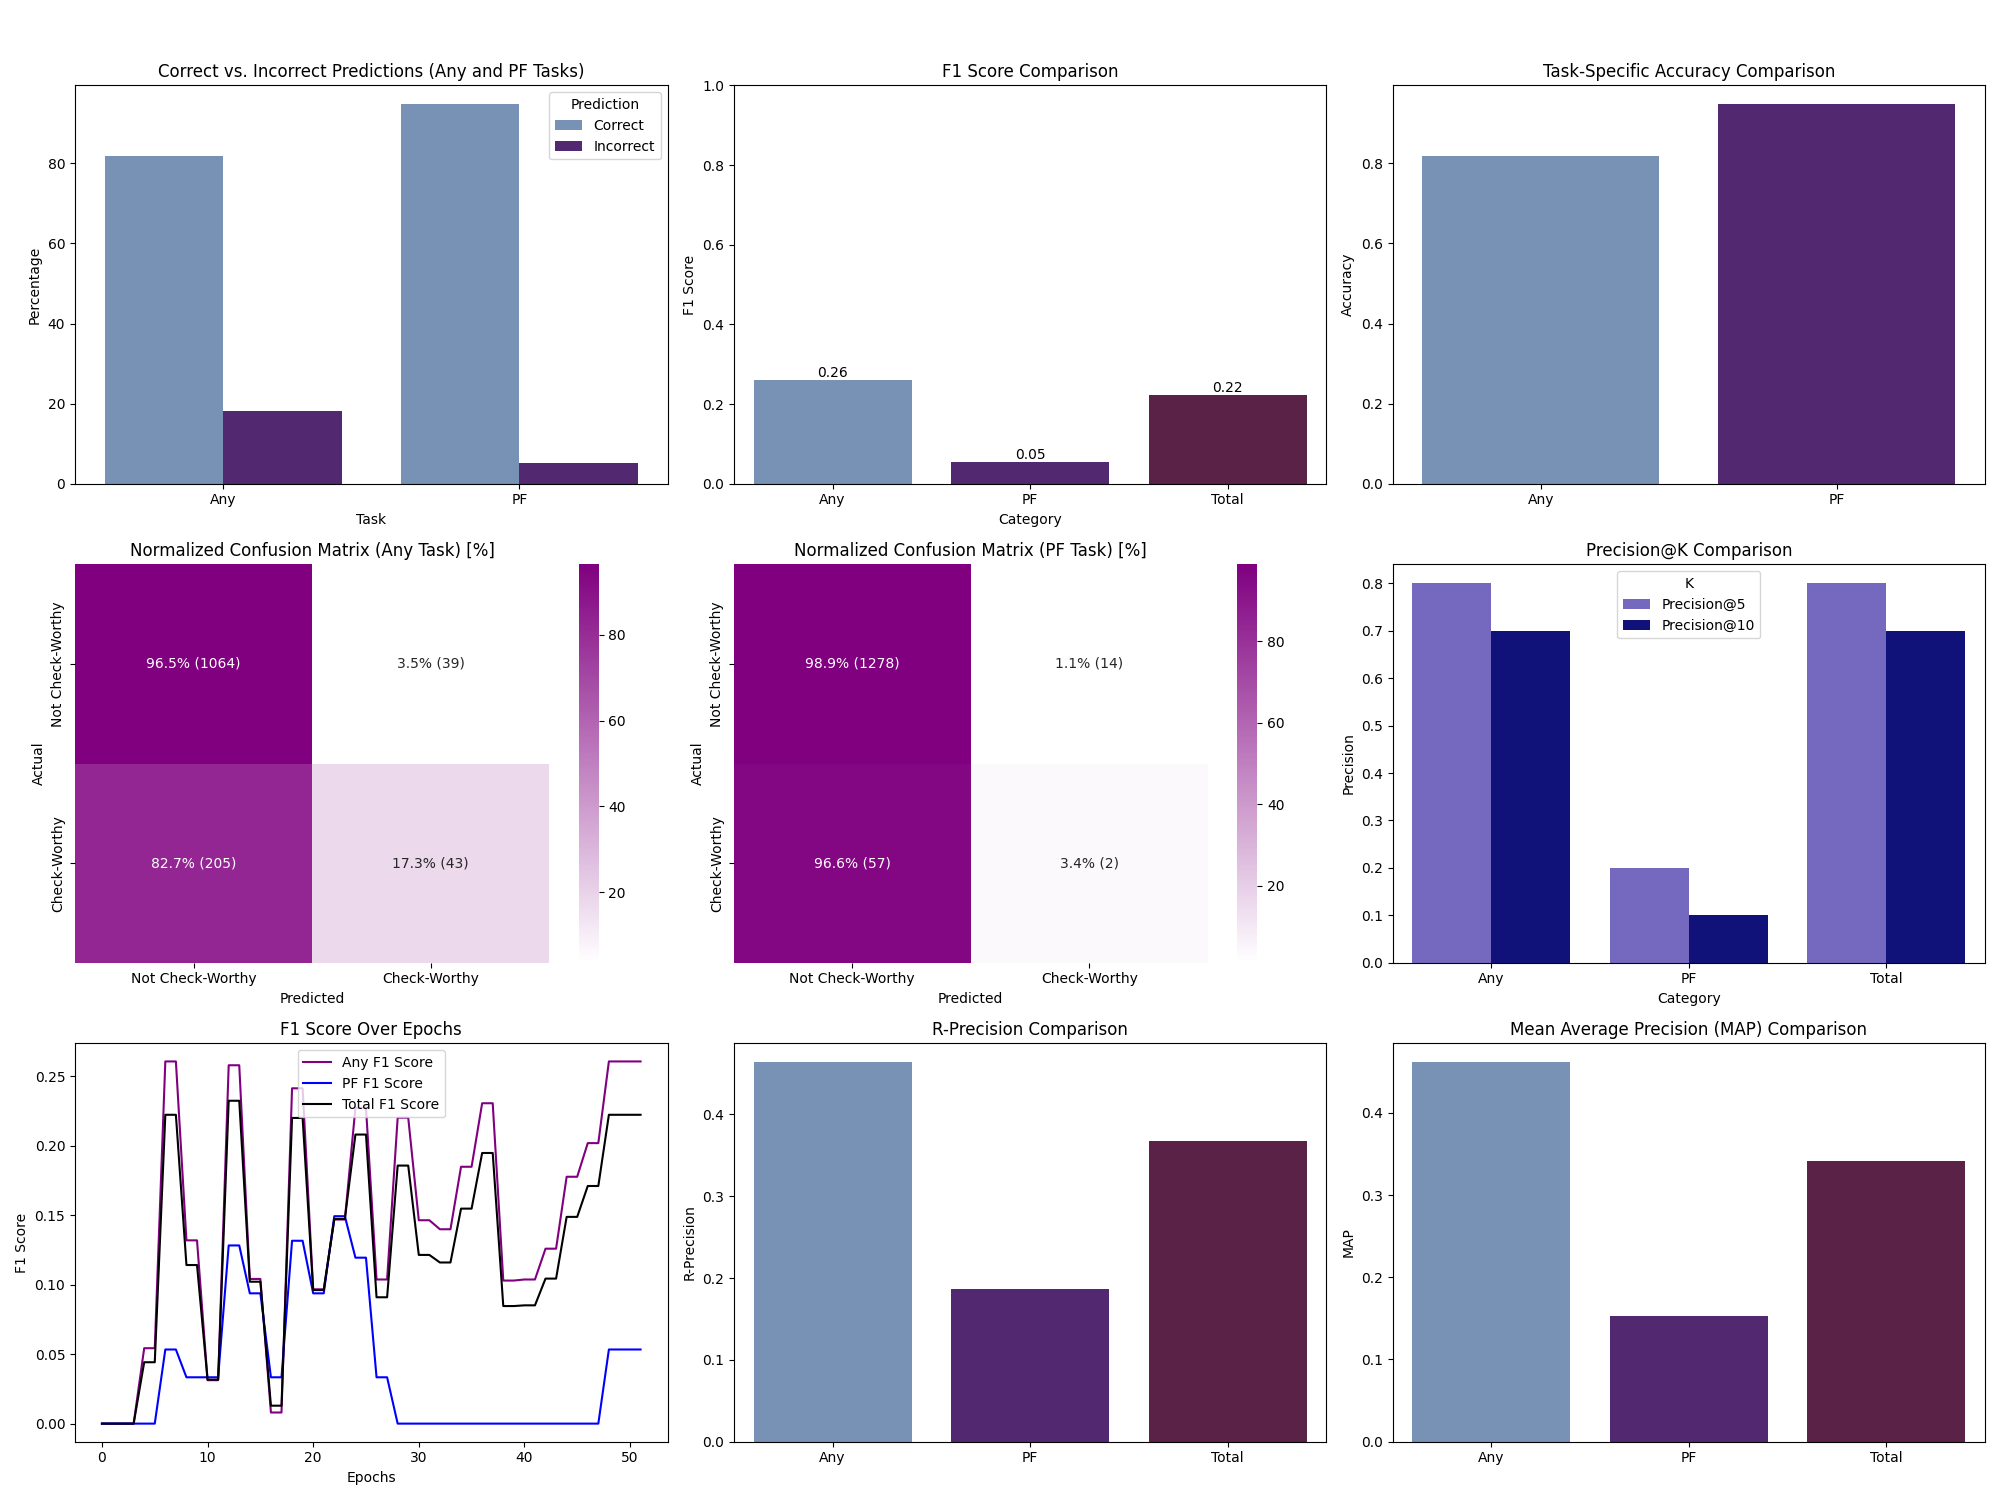 Correct vs. Incorrect Predictions (Any and PF Tasks)
Prediction
Correct
Incorrect
Percentage
0
20
40
60
80
Any
PF
Task
F1 Score Comparison
F1 Score
0.0
0.2
0.4
0.6
0.8
1.0
0.26
0.05
0.22
Any
PF
Total
Category
Task-Specific Accuracy Comparison
Accuracy
0.0
0.2
0.4
0.6
0.8
Any
PF
Normalized Confusion Matrix (Any Task) [%]
Actual
Not Check-Worthy
Check-Worthy
96.5% (1064)
3.5% (39)
82.7% (205)
17.3% (43)
Not Check-Worthy
Check-Worthy
Predicted
80
60
40
20
Normalized Confusion Matrix (PF Task) [%]
Actual
Not Check-Worthy
Check-Worthy
98.9% (1278)
1.1% (14)
96.6% (57)
3.4% (2)
Not Check-Worthy
Check-Worthy
Predicted
80
60
40
20
Precision@K Comparison
K
Precision@5
Precision@10
Precision
0.0
0.1
0.2
0.3
0.4
0.5
0.6
0.7
0.8
Any
PF
Total
Category
F1 Score Over Epochs
Any F1 Score
PF F1 Score
Total F1 Score
F1 Score
0.00
0.05
0.10
0.15
0.20
0.25
0
10
20
30
40
50
Epochs
R-Precision Comparison
R-Precision
0.0
0.1
0.2
0.3
0.4
Any
PF
Total
Mean Average Precision (MAP) Comparison
MAP
0.0
0.1
0.2
0.3
0.4
Any
PF
Total